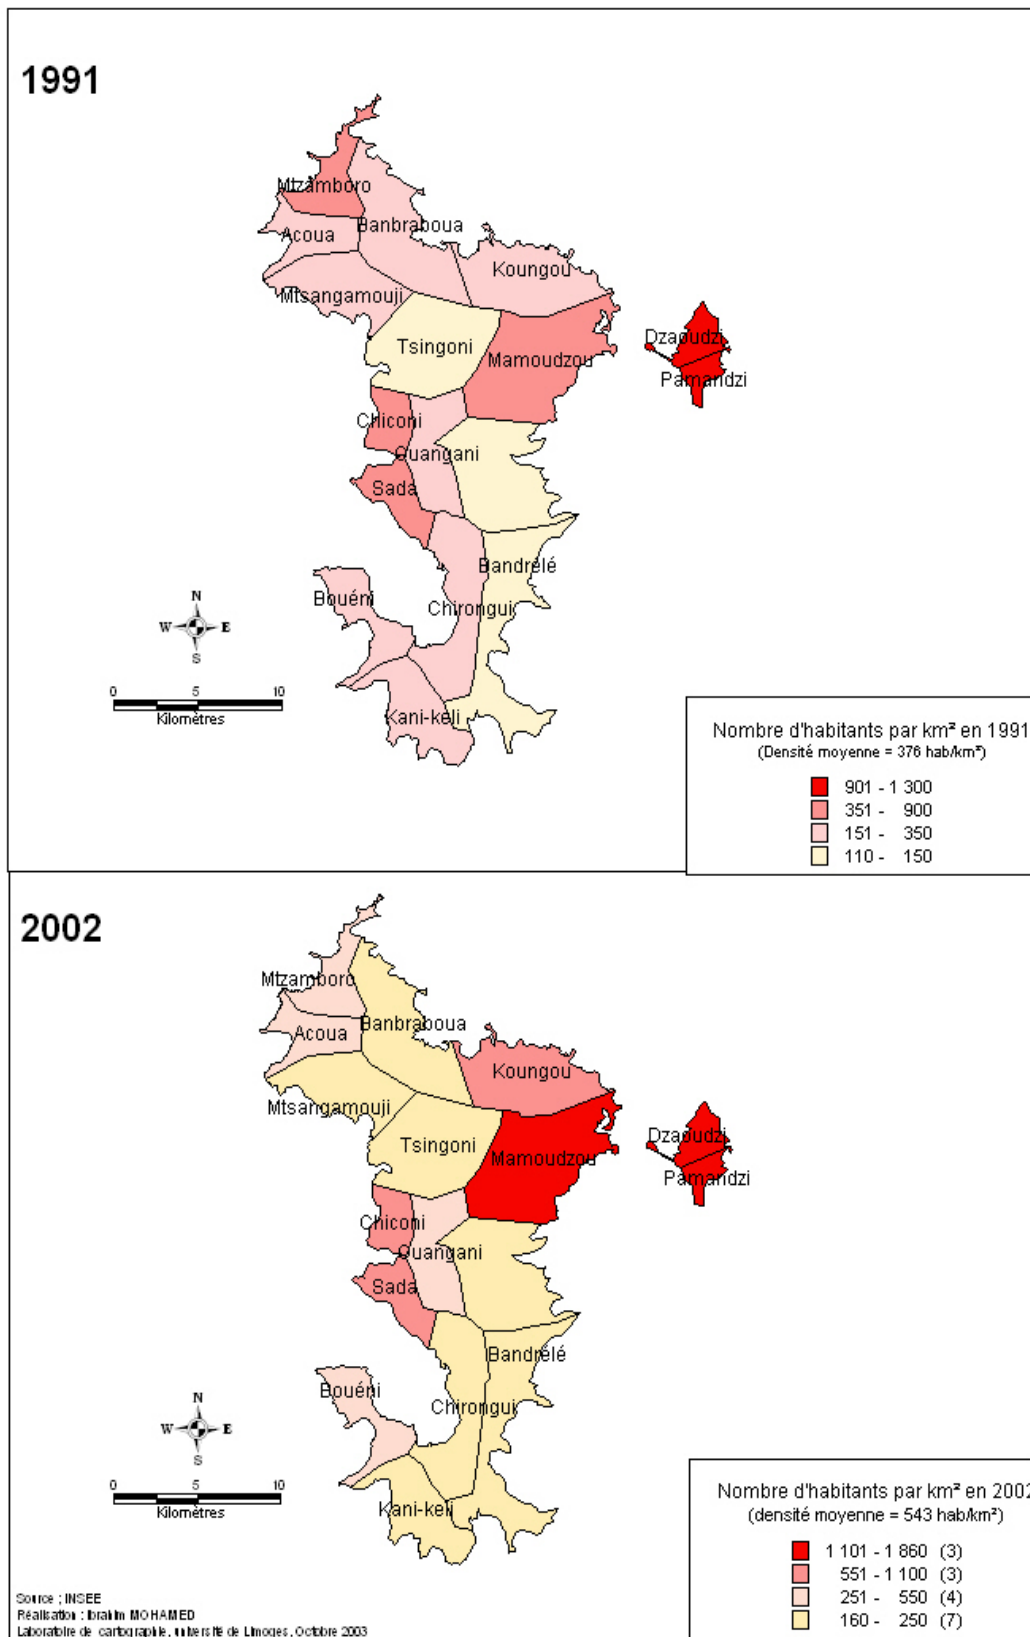 1991
Mtzamboro
Banbraboua
Acoua
Koungou
Mtsangamouji
Dzaoudzi
Tsingoni
Mamoudzou
Pamandzi
Chiconi
Ouangani
Sada
Bandrélé
Bouéni
Chirongui
N
W E
S
0 5 10
Kilomètres
Kani-keli
Nombre d'habitants par km² en 1991
(Densité moyenne = 376 hab/km²)
901 - 1 300
351 - 900
151 - 350
110 - 150
2002
Mtzamboro
Banbraboua
Acoua
Koungou
Mtsangamouji
Dzaoudzi
Tsingoni
Mamoudzou
Pamandzi
Chiconi
Ouangani
Sada
Bandrélé
Bouéni
Chirongui
N
W E
S
0 5 10
Kilomètres
Kani-keli
Nombre d'habitants par km² en 2002
(densité moyenne = 543 hab/km²)
1 101 - 1 860 (3)
551 - 1 100 (3)
251 - 550 (4)
160 - 250 (7)
Source : INSEE
Réalisation : Ibrahim MOHAMED
Laboratoire de cartographie, université de Limoges, Octobre 2003